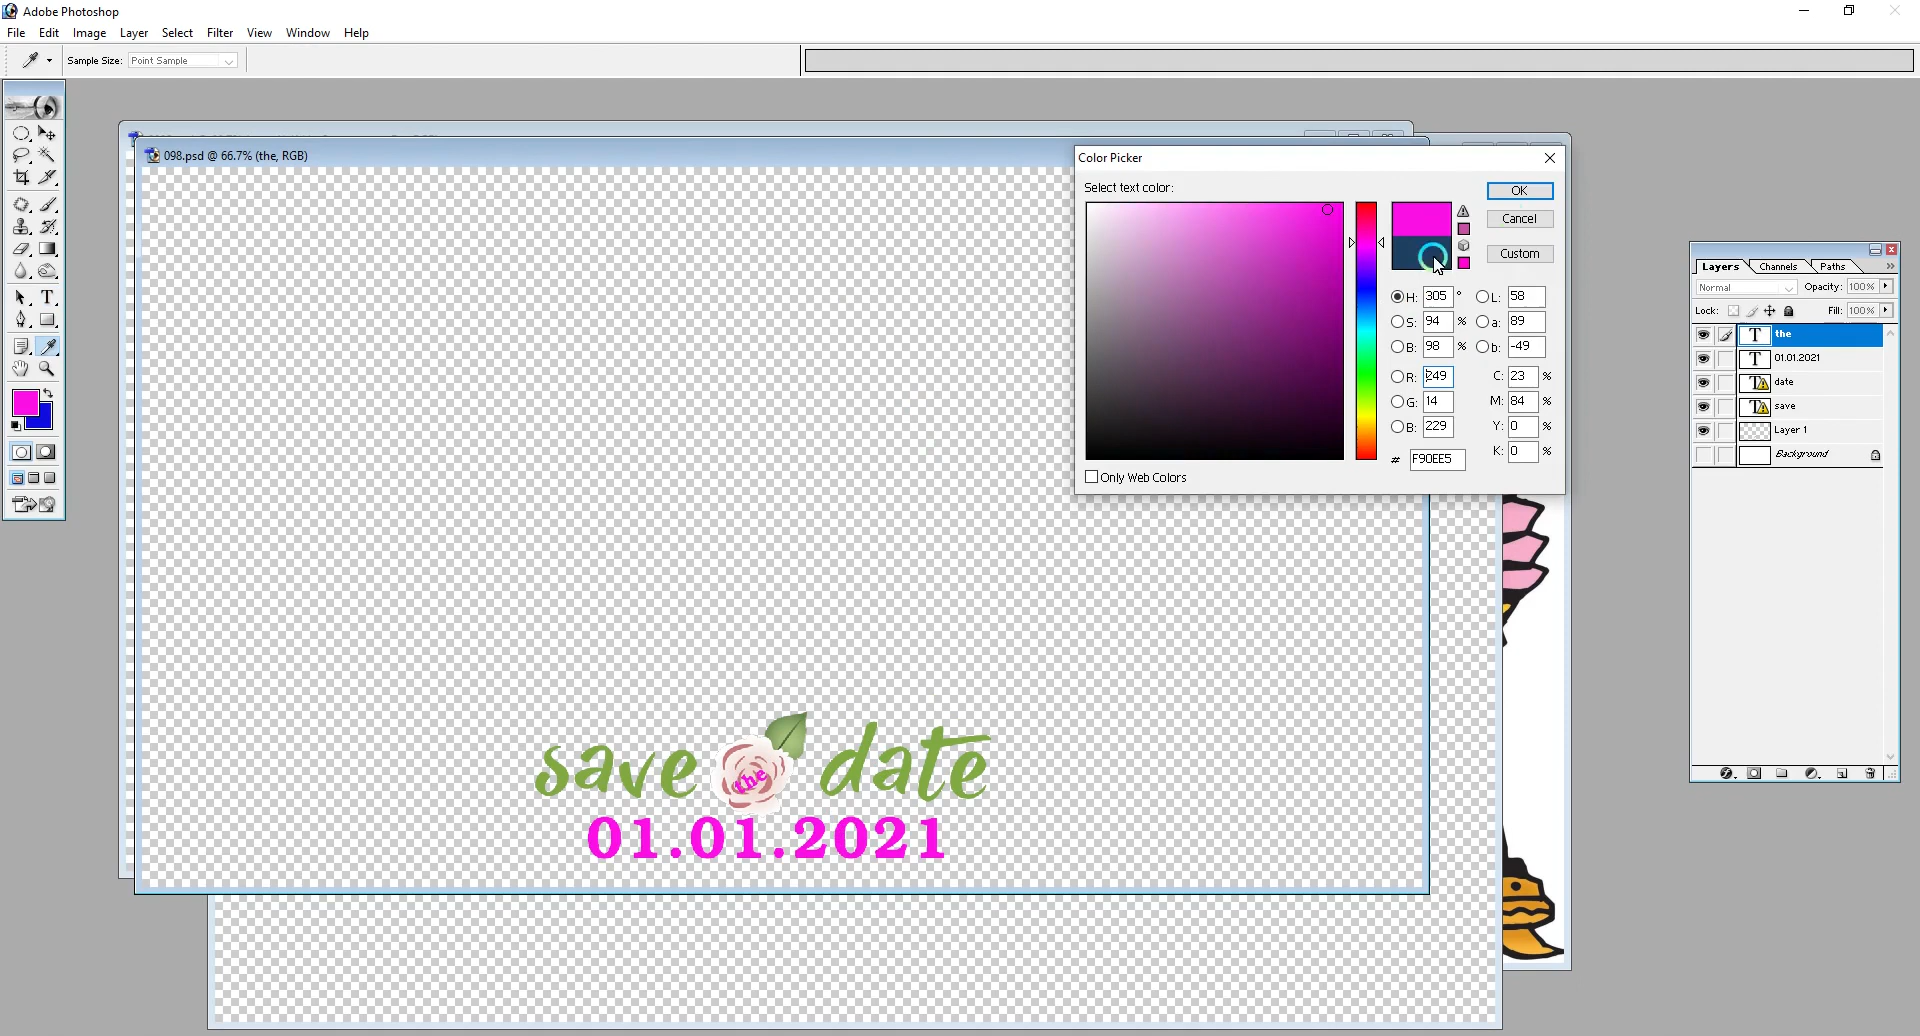 Adobe Photoshop
File Edit Image Layer Select Filter View Window Help
Sample Size: Point Sample
098.psd @ 66.7% (the, RGB)
Color Picker
Select text color:
OK
Cancel
Custom
H: 305 ° L: 58
S: 94 % a: 89
B: 98 % b: -49
R: 249 C: 23 %
G: 14 M: 84 %
B: 229 Y: 0 %
K: 0 %
# F90EE5
Only Web Colors
Layers Channels Paths
Normal Opacity: 100%
Lock: Fill: 100%
T the
T 01.01.2021
T date
T save
Layer 1
Background
save the date
01.01.2021